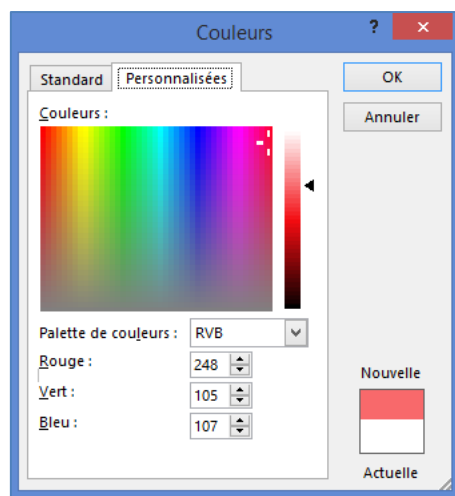 Couleurs ?
Standard Personnalisées OK
Couleurs : Annuler
Palette de couleurs : RVB
Rouge : 248
Vert : 105
Bleu : 107
Nouvelle
Actuelle